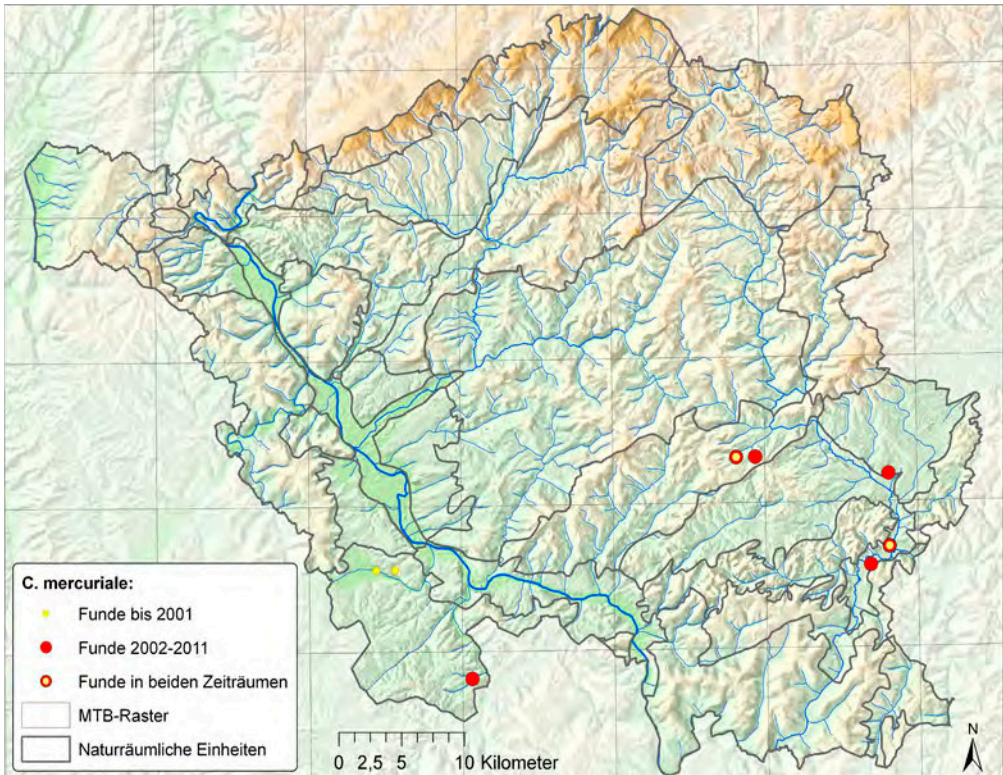 C. mercuriale:
Funde bis 2001
Funde 2002-2011
Funde in beiden Zeiträumen
MTB-Raster
Naturräumliche Einheiten
0 2,5 5 10 Kilometer
N